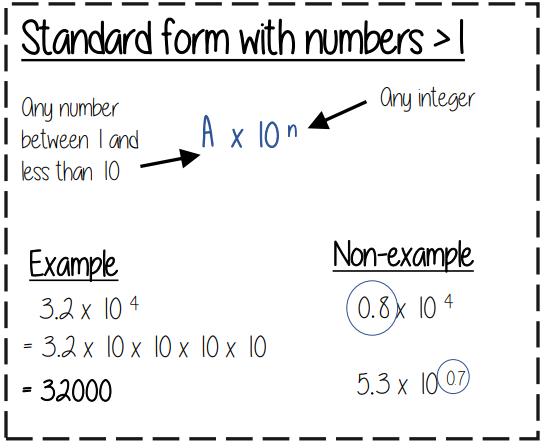 Standard form with numbers > 1
Any number
between 1 and
less than 10
A x 10 ⁿ
Any integer
Example
3.2 x 10 ⁴
= 3.2 x 10 x 10 x 10 x 10
= 32000
Non-example
0.8 x 10 ⁴
5.3 x 10 ⁰·⁷